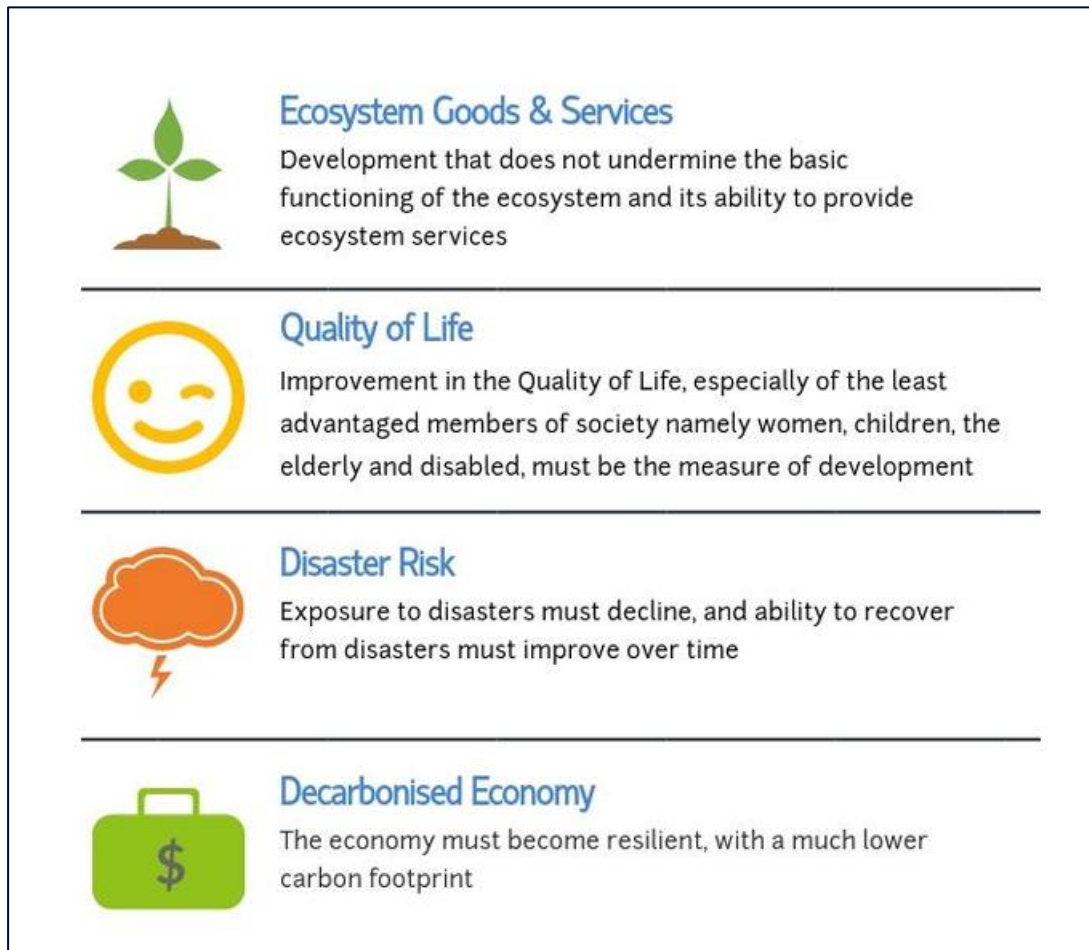 Ecosystem Goods & Services
Development that does not undermine the basic
functioning of the ecosystem and its ability to provide
ecosystem services
Quality of Life
Improvement in the Quality of Life, especially of the least
advantaged members of society namely women, children, the
elderly and disabled, must be the measure of development
Disaster Risk
Exposure to disasters must decline, and ability to recover
from disasters must improve over time
Decarbonised Economy
The economy must become resilient, with a much lower
carbon footprint
$